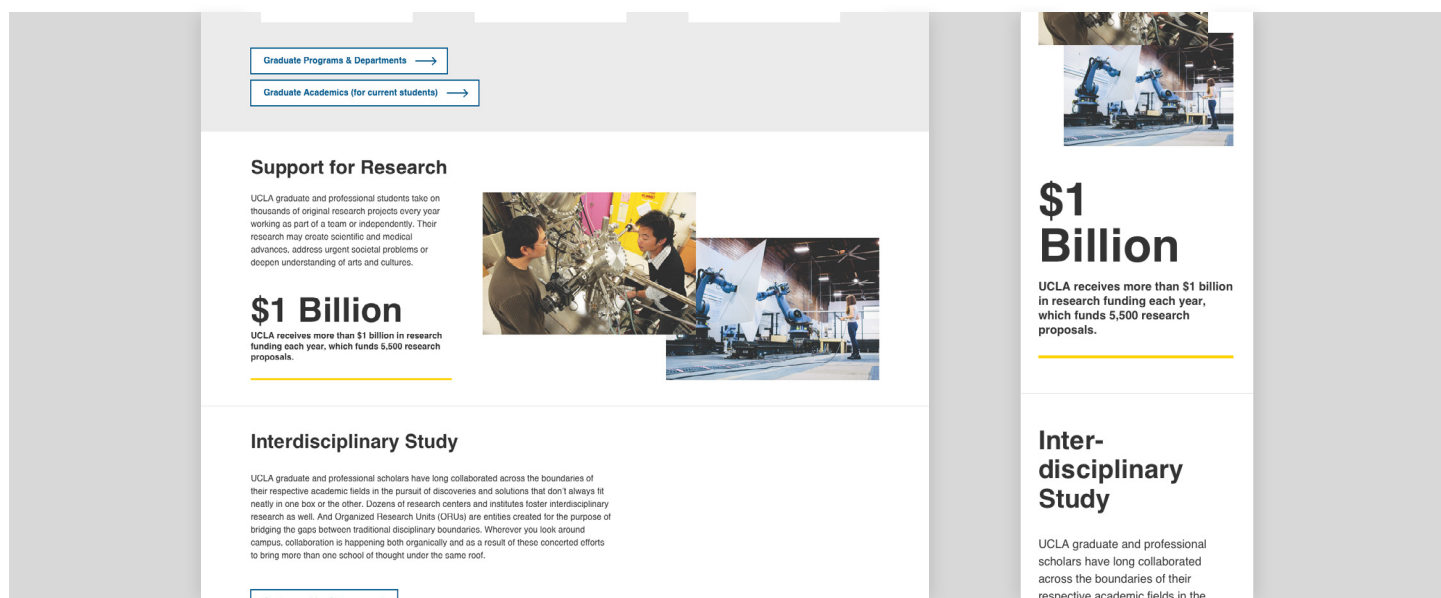 Graduate Programs & Departments
Graduate Academics (for current students)
Support for Research
UCLA graduate and professional students take on
thousands of original research projects every year
working as part of a team or independently. Their
research may create scientific and medical
advances, address urgent societal problems or
deepen understanding of arts and cultures.
$1 Billion
UCLA receives more than $1 billion in research
funding each year, which funds 5,500 research
proposals.
Interdisciplinary Study
UCLA graduate and professional scholars have long collaborated across the boundaries of
their respective academic fields in the pursuit of discoveries and solutions that don't always fit
neatly in one box or the other. Dozens of research centers and institutes foster interdisciplinary
research as well. And Organized Research Units (ORUs) are entities created for the purpose of
bridging the gaps between traditional disciplinary boundaries. Wherever you look around
campus, collaboration is happening both organically and as a result of these concerted efforts
to bring more than one school of thought under the same roof.
$1
Billion
UCLA receives more than $1 billion
in research funding each year,
which funds 5,500 research
proposals.
Inter-
disciplinary
Study
UCLA graduate and professional
scholars have long collaborated
across the boundaries of their
respective academic fields in the